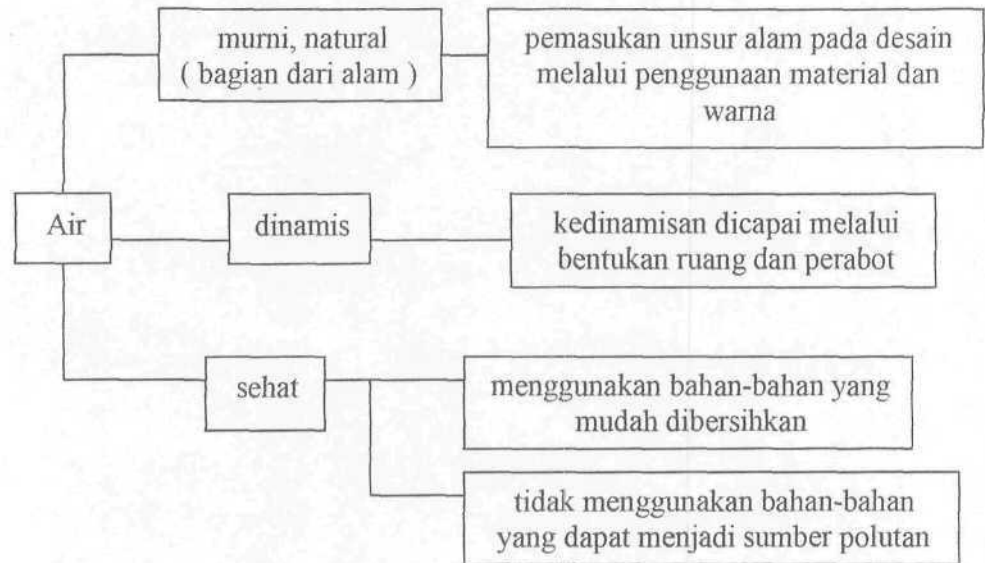 murni, natural
( bagian dari alam )
pemasukan unsur alam pada desain
melalui penggunaan material dan
warna
Air
dinamis
kedinamisan dicapai melalui
bentukan ruang dan perabot
sehat
menggunakan bahan-bahan yang
mudah dibersihkan
tidak menggunakan bahan-bahan
yang dapat menjadi sumber polutan